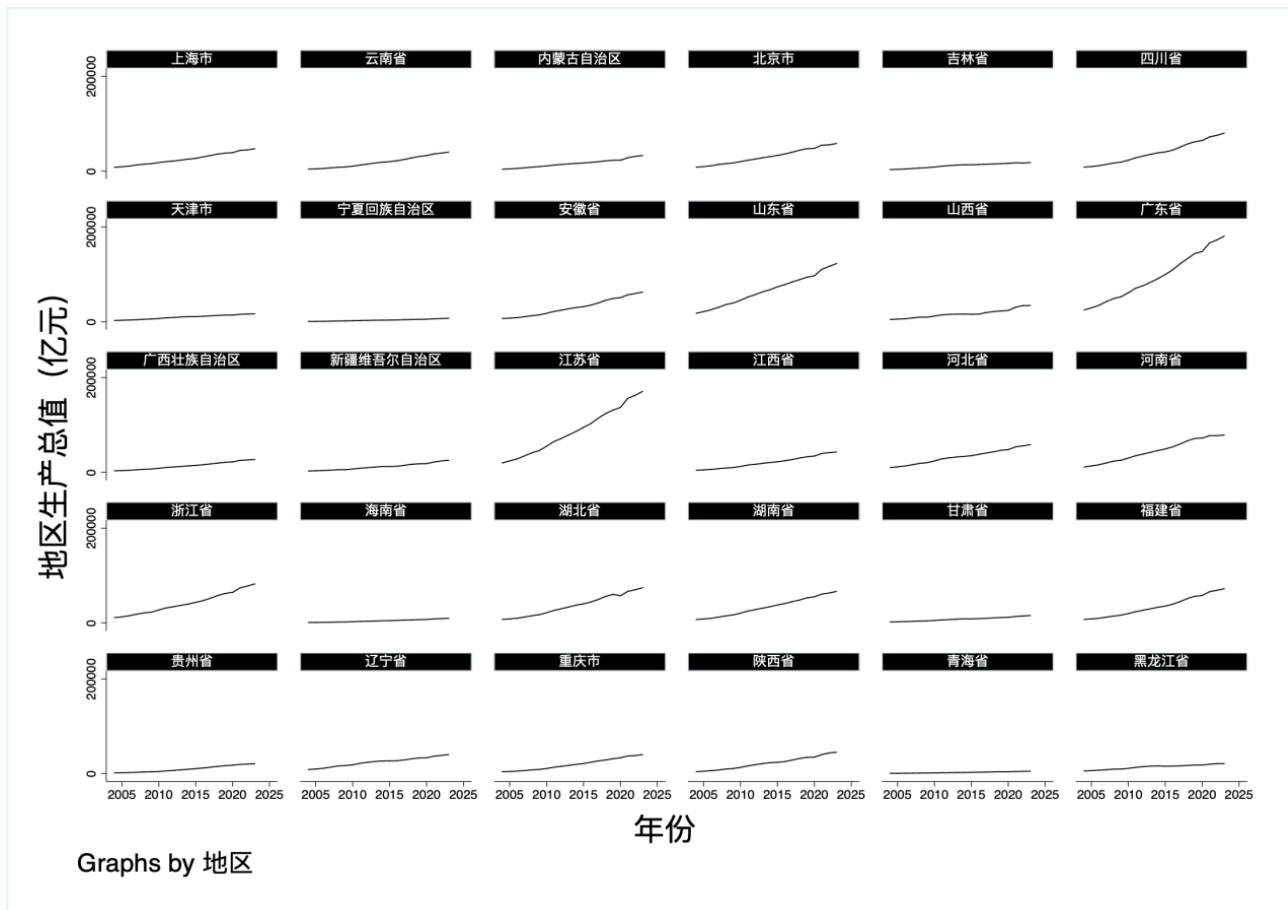 上海市 云南省 内蒙古自治区 北京市 吉林省 四川省
200000
0
天津市 宁夏回族自治区 安徽省 山东省 山西省 广东省
200000
0
广西壮族自治区 新疆维吾尔自治区 江苏省 江西省 河北省 河南省
200000
0
浙江省 海南省 湖北省 湖南省 甘肃省 福建省
200000
0
贵州省 辽宁省 重庆市 陕西省 青海省 黑龙江省
200000
0
地区生产总值（亿元）
2005 2010 2015 2020 2025 2005 2010 2015 2020 2025 2005 2010 2015 2020 2025 2005 2010 2015 2020 2025 2005 2010 2015 2020 2025 2005 2010 2015 2020 2025
年份
Graphs by 地区